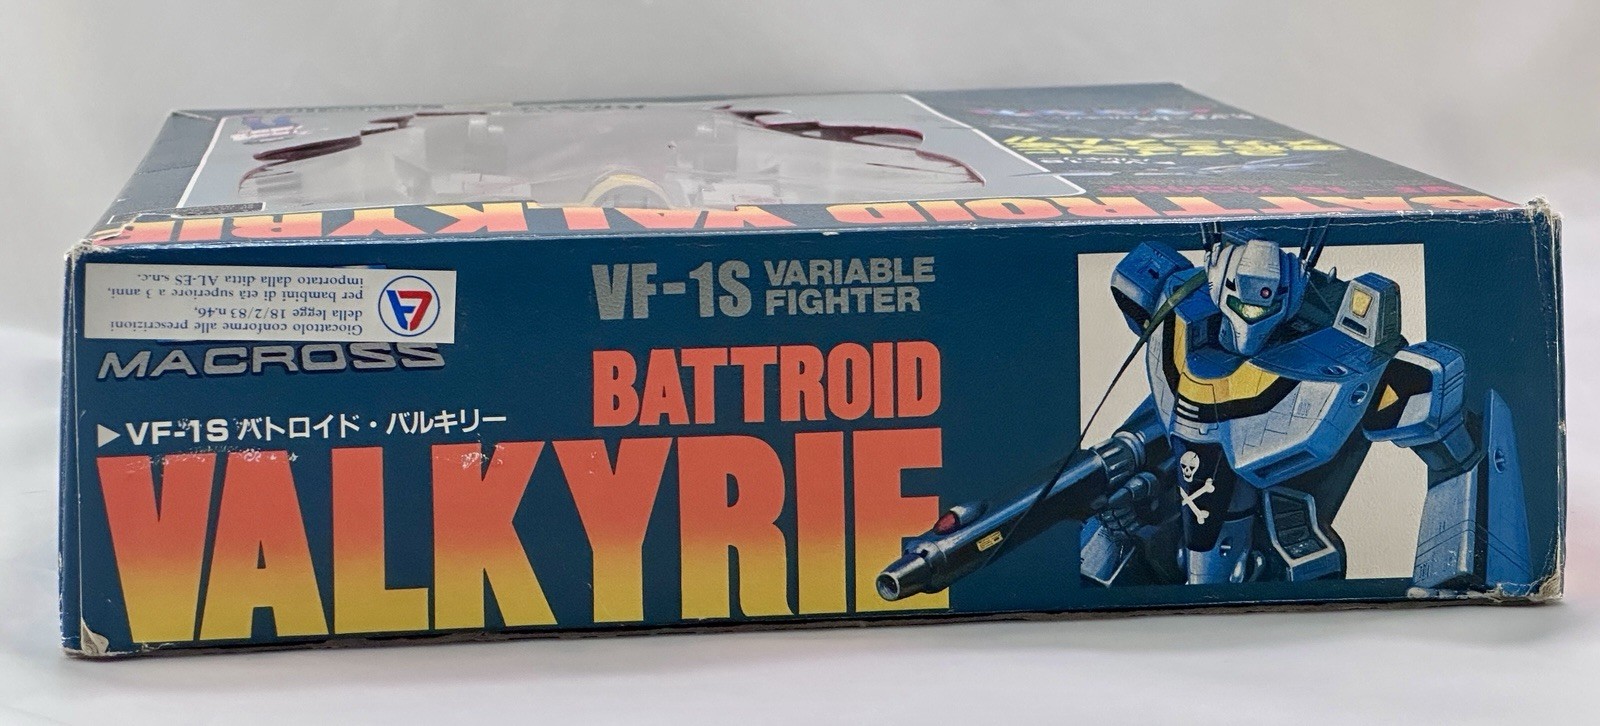 BATTROID VALKYRIE
Giocattolo conforme alle prescrizioni
della legge 18/2/83 n.46,
per bambini di età superiore a 3 anni,
importato dalla ditta AL-ES s.n.c.
MACROSS
▶VF-1S バトロイド・バルキリー
VF-1S VARIABLE
FIGHTER
BATTROID
VALKYRIE